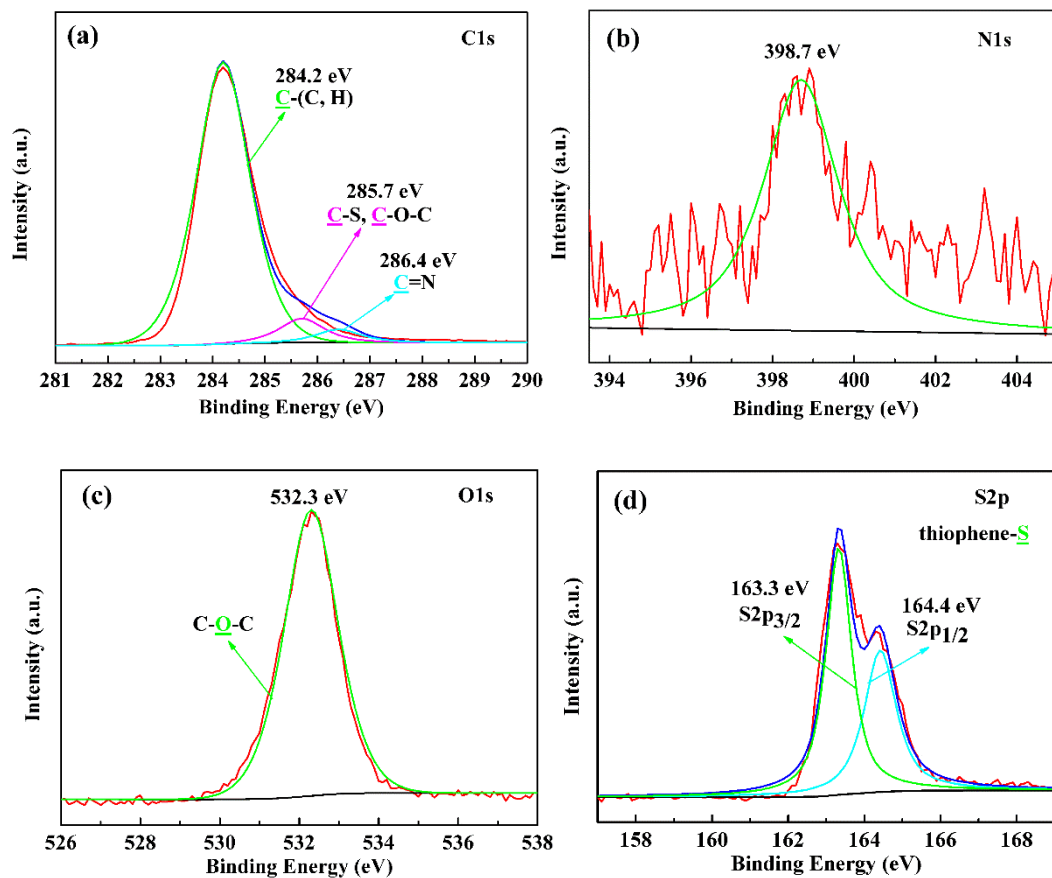 (a)
C1s
284.2 eV
C-(C, H)
285.7 eV
C-S, C-O-C
286.4 eV
C=N
Intensity (a.u.)
281 282 283 284 285 286 287 288 289 290
Binding Energy (eV)
(b)
398.7 eV
N1s
Intensity (a.u.)
394 396 398 400 402 404
Binding Energy (eV)
(c)
532.3 eV
O1s
C-O-C
Intensity (a.u.)
526 528 530 531 533 534 536 538
Binding Energy (eV)
(d)
S2p
thiophene-S
163.3 eV
S2p3/2
164.4 eV
S2p1/2
Intensity (a.u.)
158 160 162 164 166 168
Binding Energy (eV)